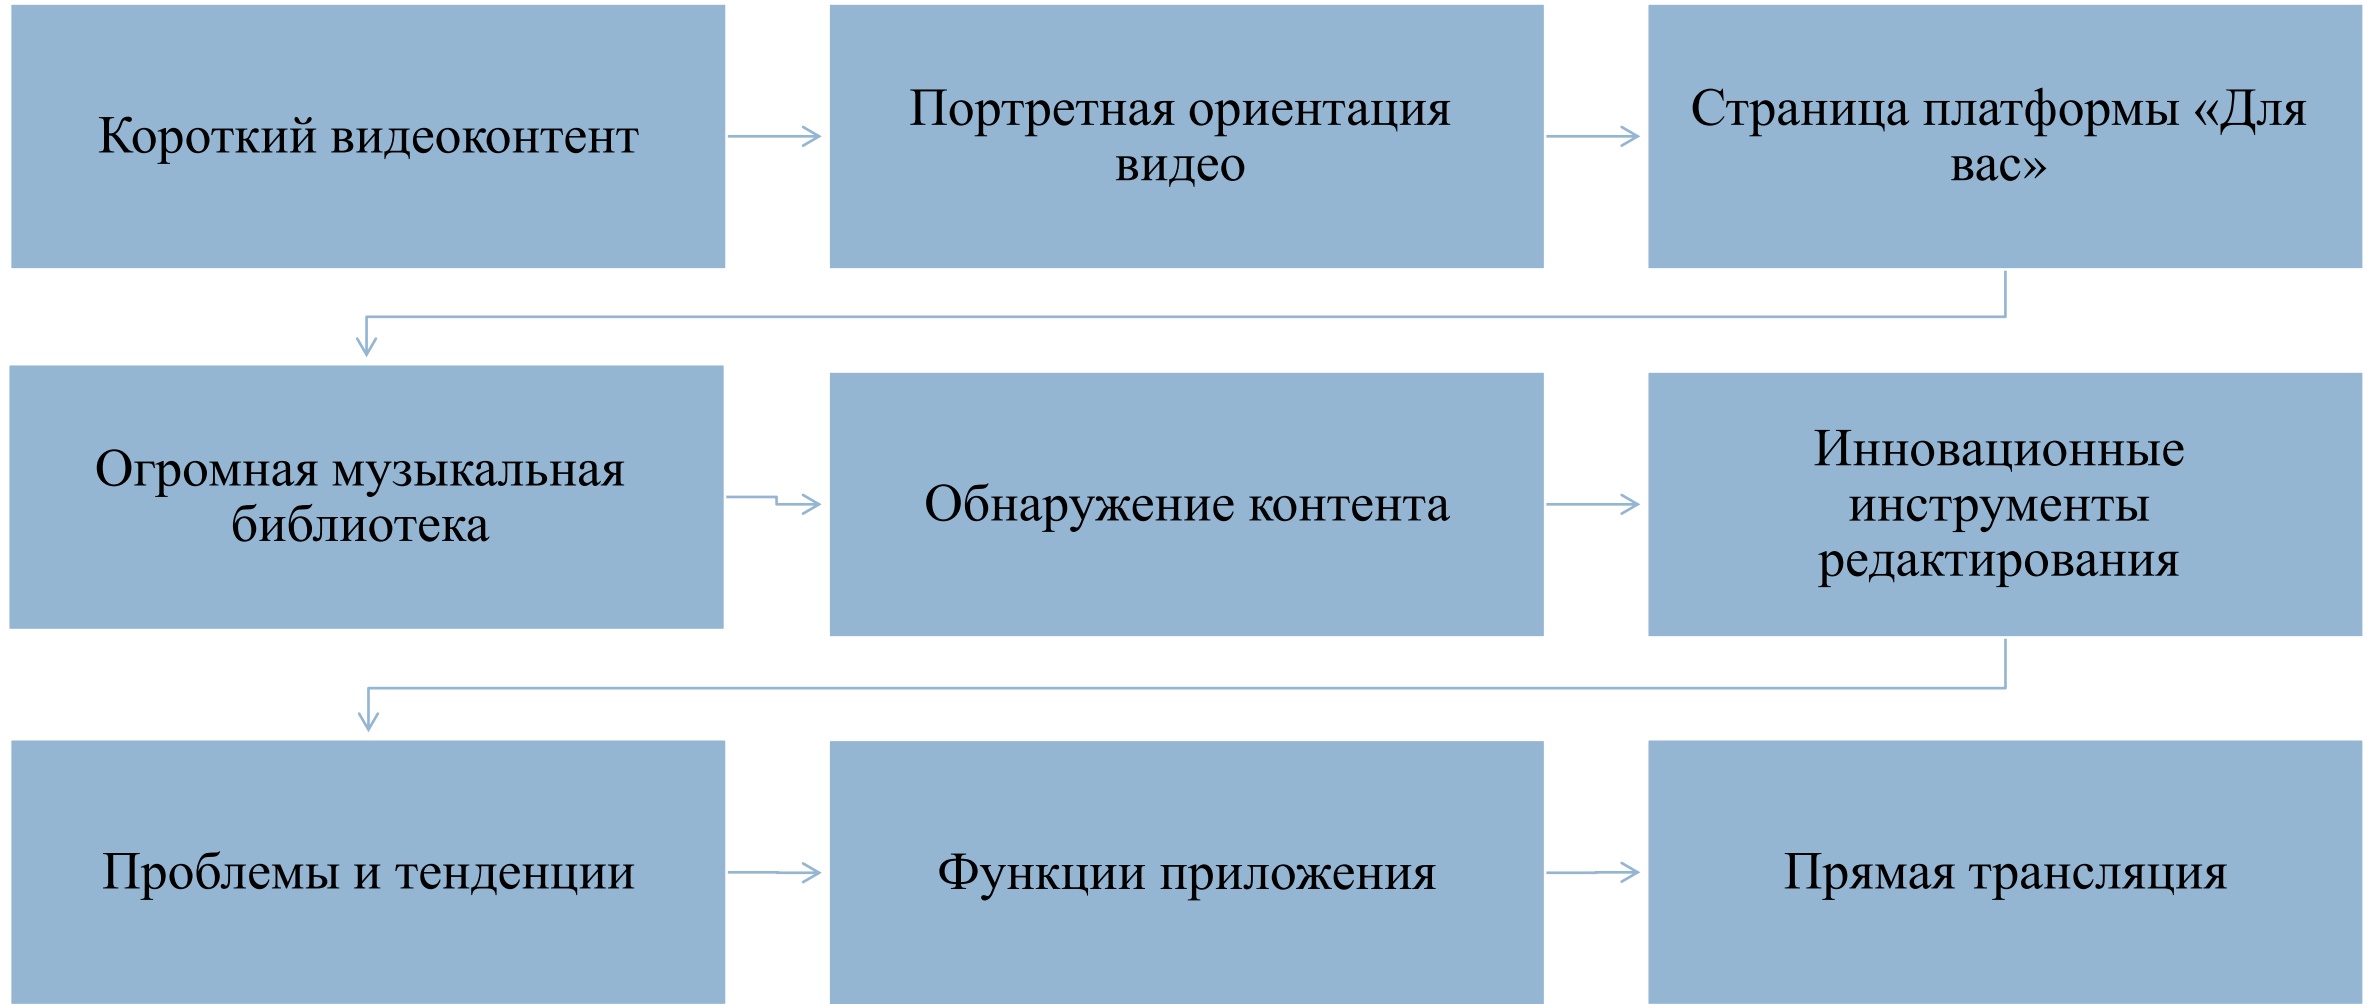 Короткий видеоконтент
Портретная ориентация
видео
Страница платформы «Для
вас»
Огромная музыкальная
библиотека
Обнаружение контента
Инновационные
инструменты
редактирования
Проблемы и тенденции
Функции приложения
Прямая трансляция